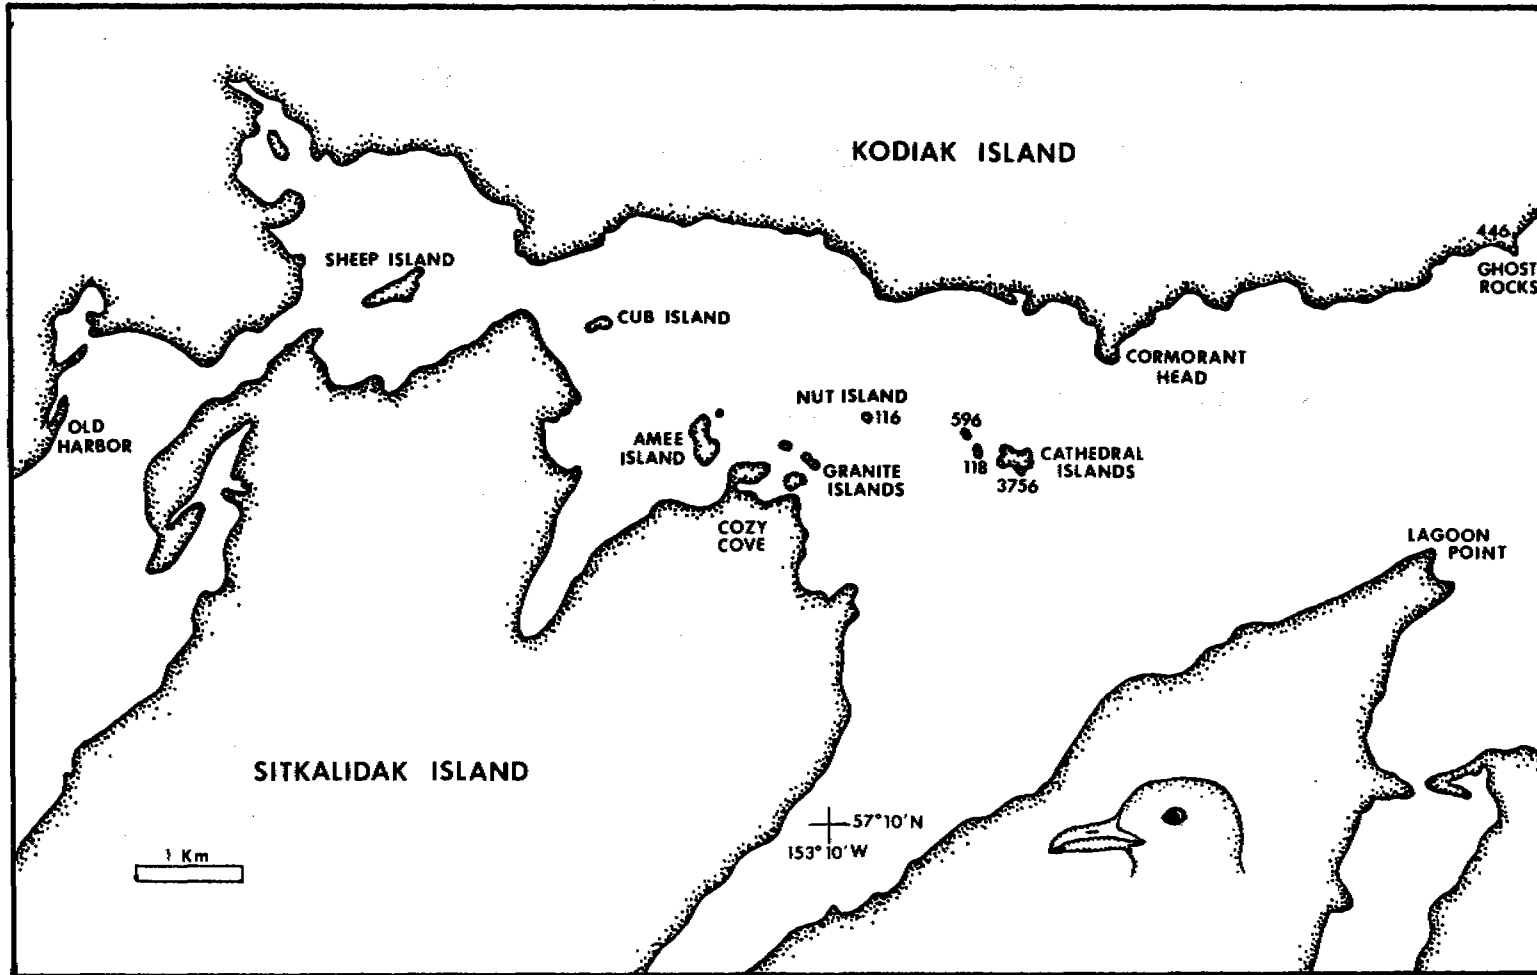 KODIAK ISLAND
446
GHOST
ROCKS
SHEEP ISLAND
CUB ISLAND
CORMORANT
HEAD
NUT ISLAND
116
596
OLD
HARBOR
AMEE
ISLAND
GRANITE
ISLANDS
118
CATHEDRAL
ISLANDS
3756
COZY
COVE
LAGOON
POINT
SITKALIDAK ISLAND
57°10'N
153°10'W
1 Km